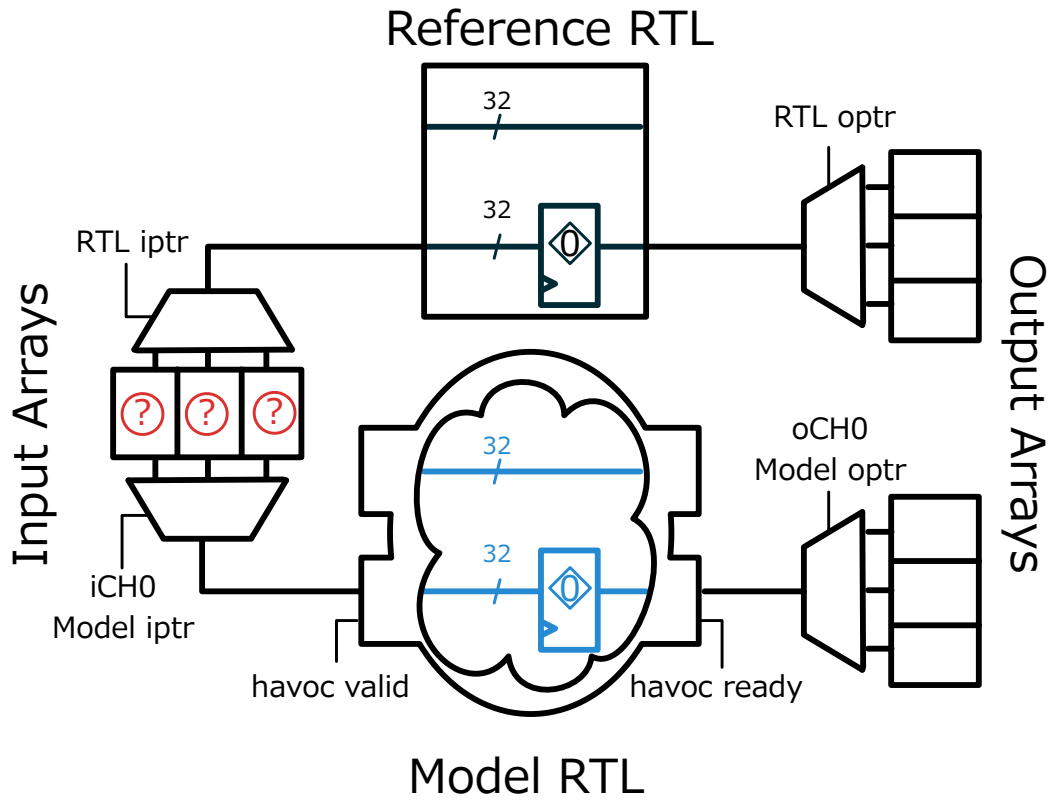 Reference RTL
32
RTL optr
32
0
RTL iptr
Input Arrays
? ? ?
Output Arrays
iCH0
Model iptr
32
oCH0
Model optr
32
0
havoc valid
havoc ready
Model RTL